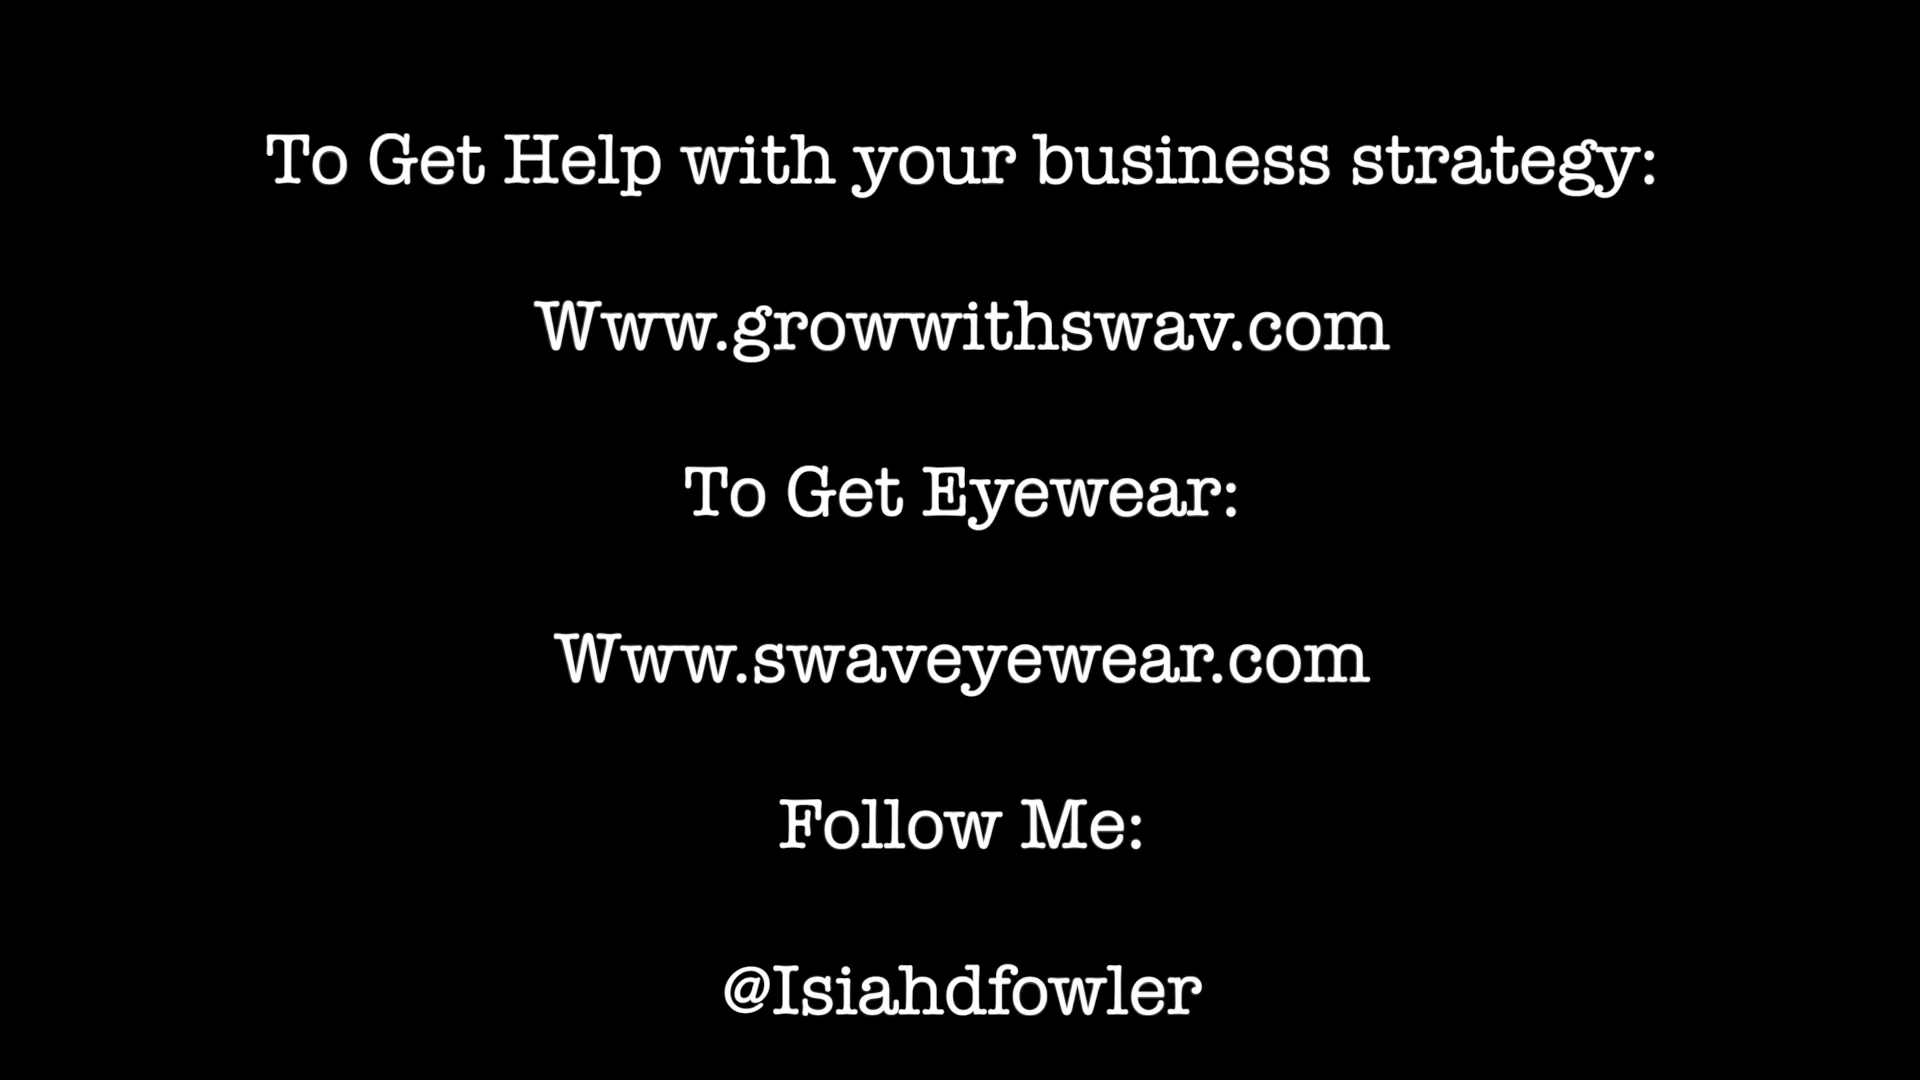 To Get Help with your business strategy:
Www.growwithswav.com
To Get Eyewear:
Www.swaveyewear.com
Follow Me:
@Isiahdfowler